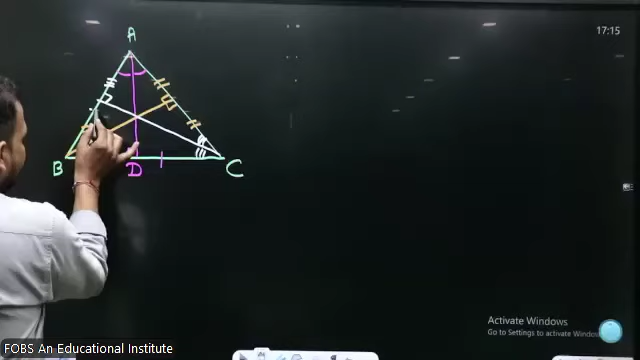 17:15
A
B
D
C
Activate Windows
Go to Settings to activate Windows
FOBS An Educational Institute